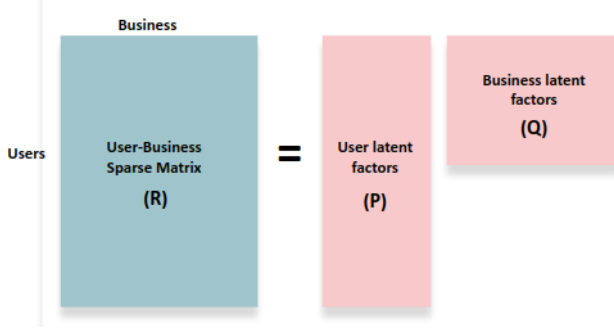 Business
Users
User-Business
Sparse Matrix
(R)
=
User latent
factors
(P)
Business latent
factors
(Q)